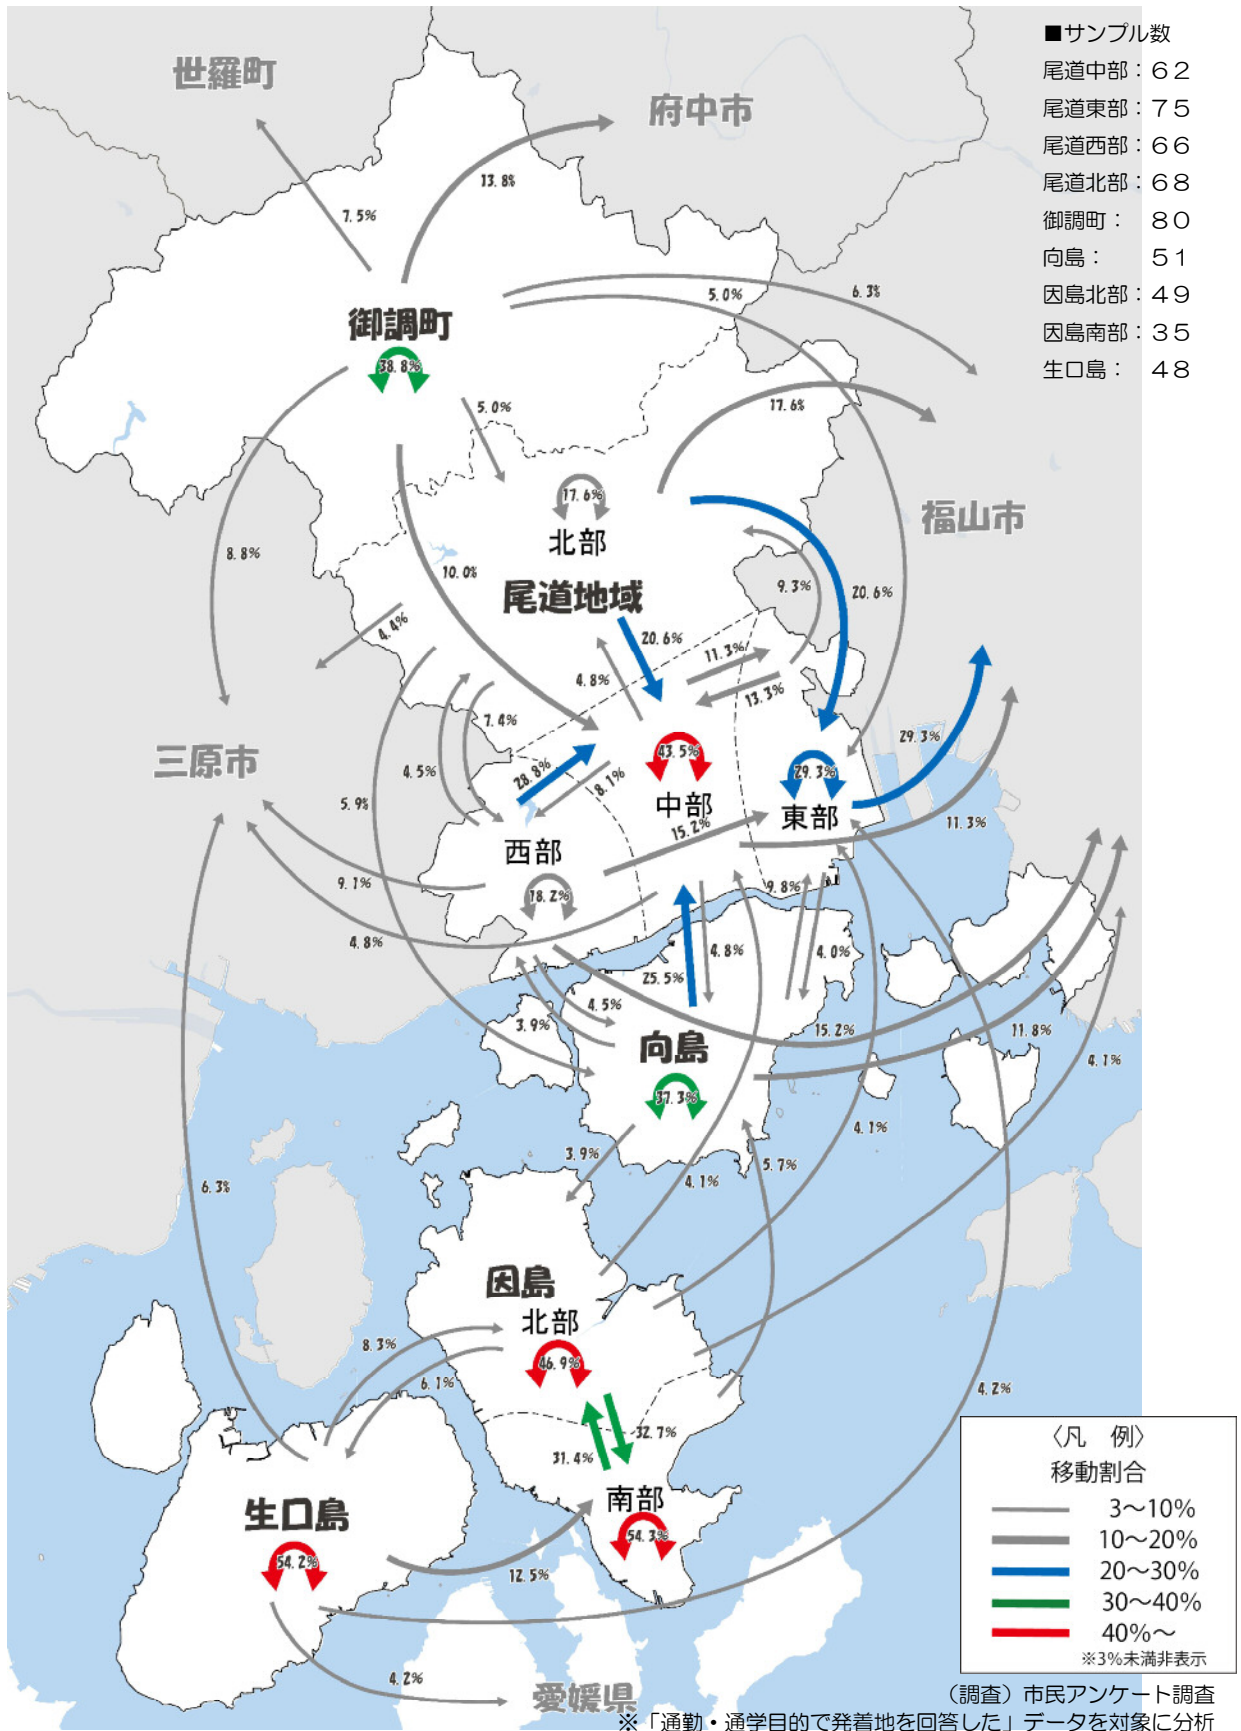 ■サンプル数
尾道中部：６２
尾道東部：７５
尾道西部：６６
尾道北部：６８
御調町：　８０
向島：　　５１
因島北部：４９
因島南部：３５
生口島：　４８
世羅町
府中市
13.8%
7.5%
6.3%
5.0%
御調町
38.8%
5.0%
17.6%
17.6%
北部
福山市
8.8%
10.0%
9.3%
20.6%
尾道地域
4.4%
20.6%
11.3%
4.8%
13.3%
7.4%
三原市
4.5%
28.8%
8.1%
43.5%
29.3%
29.3%
中部
東部
5.9%
15.2%
11.3%
西部
9.1%
18.2%
9.8%
4.8%
4.8%
4.0%
25.5%
4.5%
3.9%
15.2%
11.8%
向島
4.1%
37.3%
4.1%
3.9%
5.7%
4.1%
6.3%
因島
北部
8.3%
46.9%
6.1%
4.2%
32.7%
31.4%
南部
生口島
54.3%
54.2%
12.5%
4.2%
愛媛県
〈凡　例〉
移動割合
3～10%
10～20%
20～30%
30～40%
40%～
※3%未満非表示
（調査）市民アンケート調査
※「通勤・通学目的で発着地を回答した」データを対象に分析